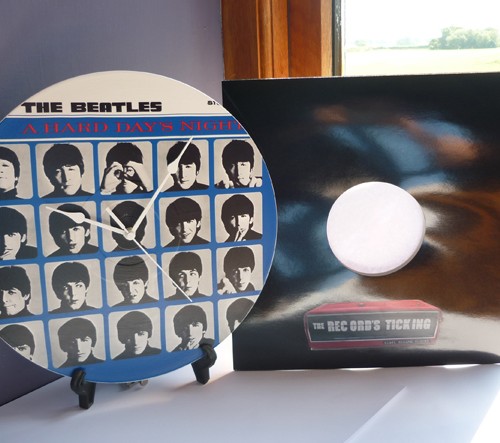 THE BEATLES
A HARD DAY'S NIGHT
THE RECORD'S TICKING